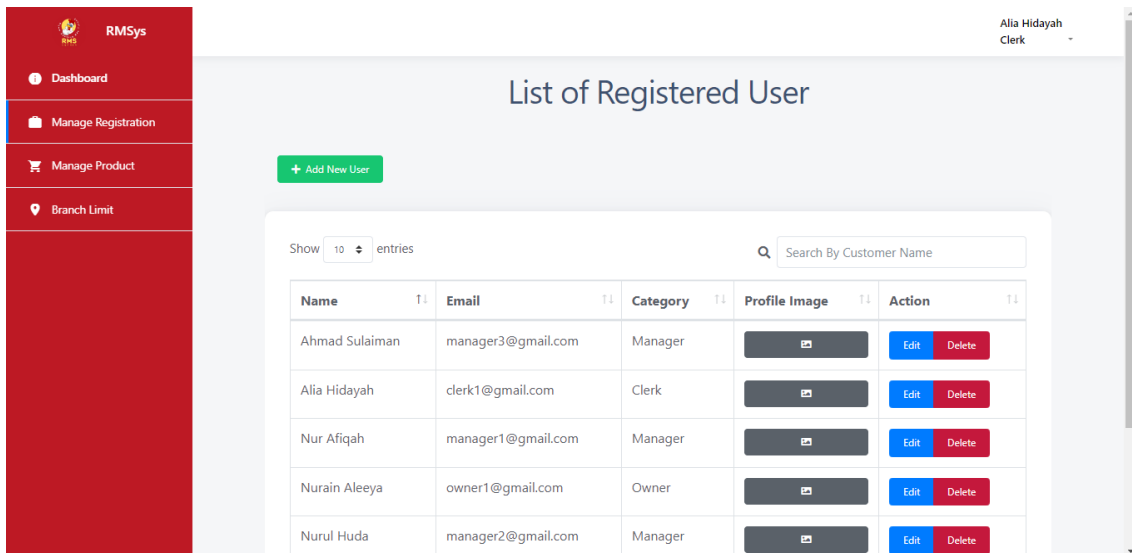 RMS
RMSys
Alia Hidayah
Clerk
Dashboard
Manage Registration
Manage Product
Branch Limit
List of Registered User
+ Add New User
Show 10 entries
Search By Customer Name
Name Email Category Profile Image Action
Ahmad Sulaiman manager3@gmail.com Manager Edit Delete
Alia Hidayah clerk1@gmail.com Clerk Edit Delete
Nur Afiqah manager1@gmail.com Manager Edit Delete
Nurain Aleeya owner1@gmail.com Owner Edit Delete
Nurul Huda manager2@gmail.com Manager Edit Delete